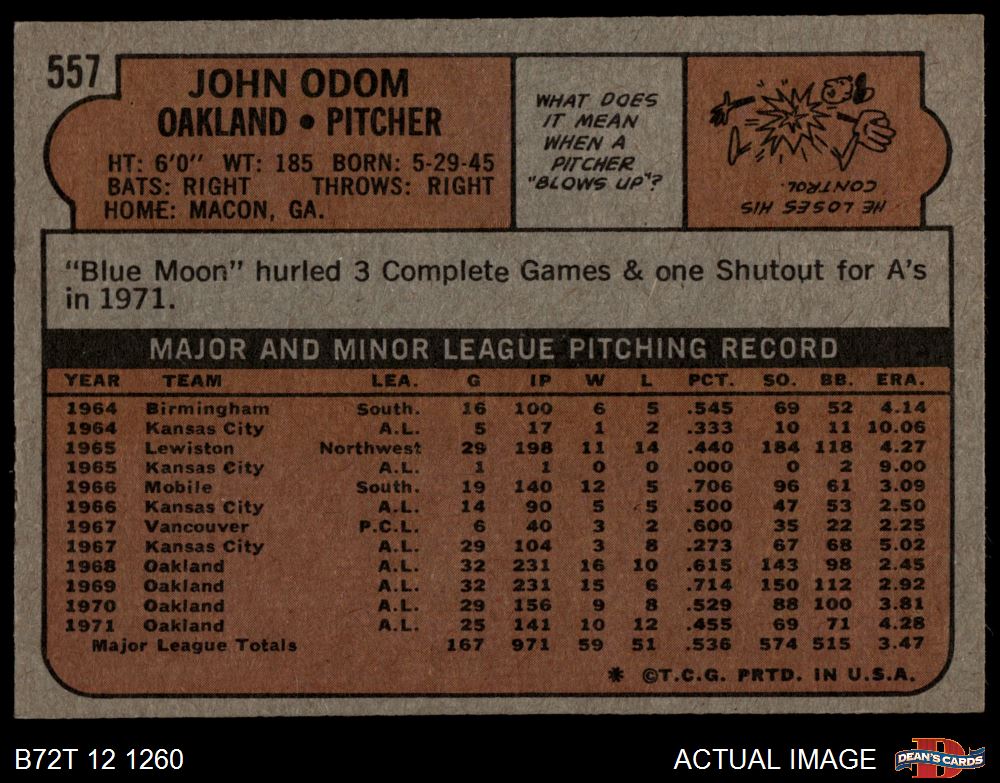 557
JOHN ODOM
OAKLAND • PITCHER
HT: 6'0" WT: 185 BORN: 5-29-45
BATS: RIGHT THROWS: RIGHT
HOME: MACON, GA.
WHAT DOES
IT MEAN
WHEN A
PITCHER
"BLOWS UP"?
HE LOSES HIS
CONTROL.
"Blue Moon" hurled 3 Complete Games & one Shutout for A's
in 1971.
MAJOR AND MINOR LEAGUE PITCHING RECORD
YEAR TEAM LEA. G IP W L PCT. SO. BB. ERA.
1964 Birmingham South. 16 100 6 5 .545 69 52 4.14
1964 Kansas City A.L. 5 17 1 2 .333 10 11 10.06
1965 Lewiston Northwest 29 198 11 14 .440 184 118 4.27
1965 Kansas City A.L. 1 1 0 0 .000 0 2 9.00
1966 Mobile South. 19 140 12 5 .706 96 61 3.09
1966 Kansas City A.L. 14 90 5 5 .500 47 53 2.50
1967 Vancouver P.C.L. 6 40 3 2 .600 35 22 2.25
1967 Kansas City A.L. 29 104 3 8 .273 67 68 5.02
1968 Oakland A.L. 32 231 16 10 .615 143 98 2.45
1969 Oakland A.L. 32 231 15 6 .714 150 112 2.92
1970 Oakland A.L. 29 156 9 8 .529 88 100 3.81
1971 Oakland A.L. 25 141 10 12 .455 69 71 4.28
Major League Totals 167 971 59 51 .536 574 515 3.47
* ©T.C.G. PRTD. IN U.S.A.
B72T 12 1260
ACTUAL IMAGE
D
DEAN'S CARDS